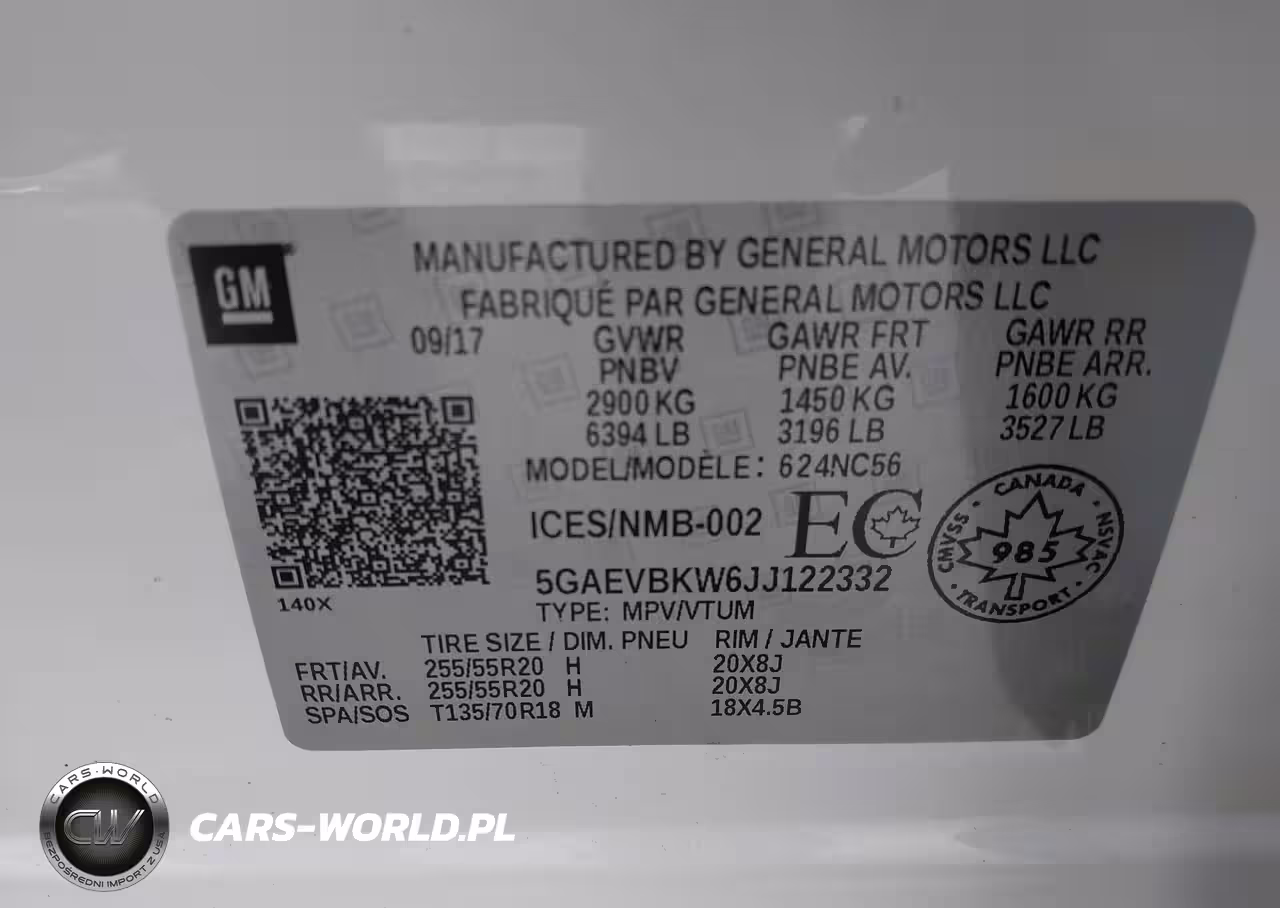 GM
MANUFACTURED BY GENERAL MOTORS LLC
FABRIQUÉ PAR GENERAL MOTORS LLC
09/17 GVWR GAWR FRT GAWR RR
PNBV PNBE AV. PNBE ARR.
2900 KG 1450 KG 1600 KG
6394 LB 3196 LB 3527 LB
MODEL/MODÈLE: 624NC56
ICES/NMB-002 EC
CANADA
CMVSS 985 NSVAC
TRANSPORT
5GAEVBKW6JJ122332
140X
TYPE: MPV/VTUM
TIRE SIZE / DIM. PNEU RIM / JANTE
FRT/AV. 255/55R20 H 20X8J
RR/ARR. 255/55R20 H 20X8J
SPA/SOS T135/70R18 M 18X4.5B
CARS-WORLD
CW
BEZPOŚREDNI IMPORT Z USA
CARS-WORLD.PL